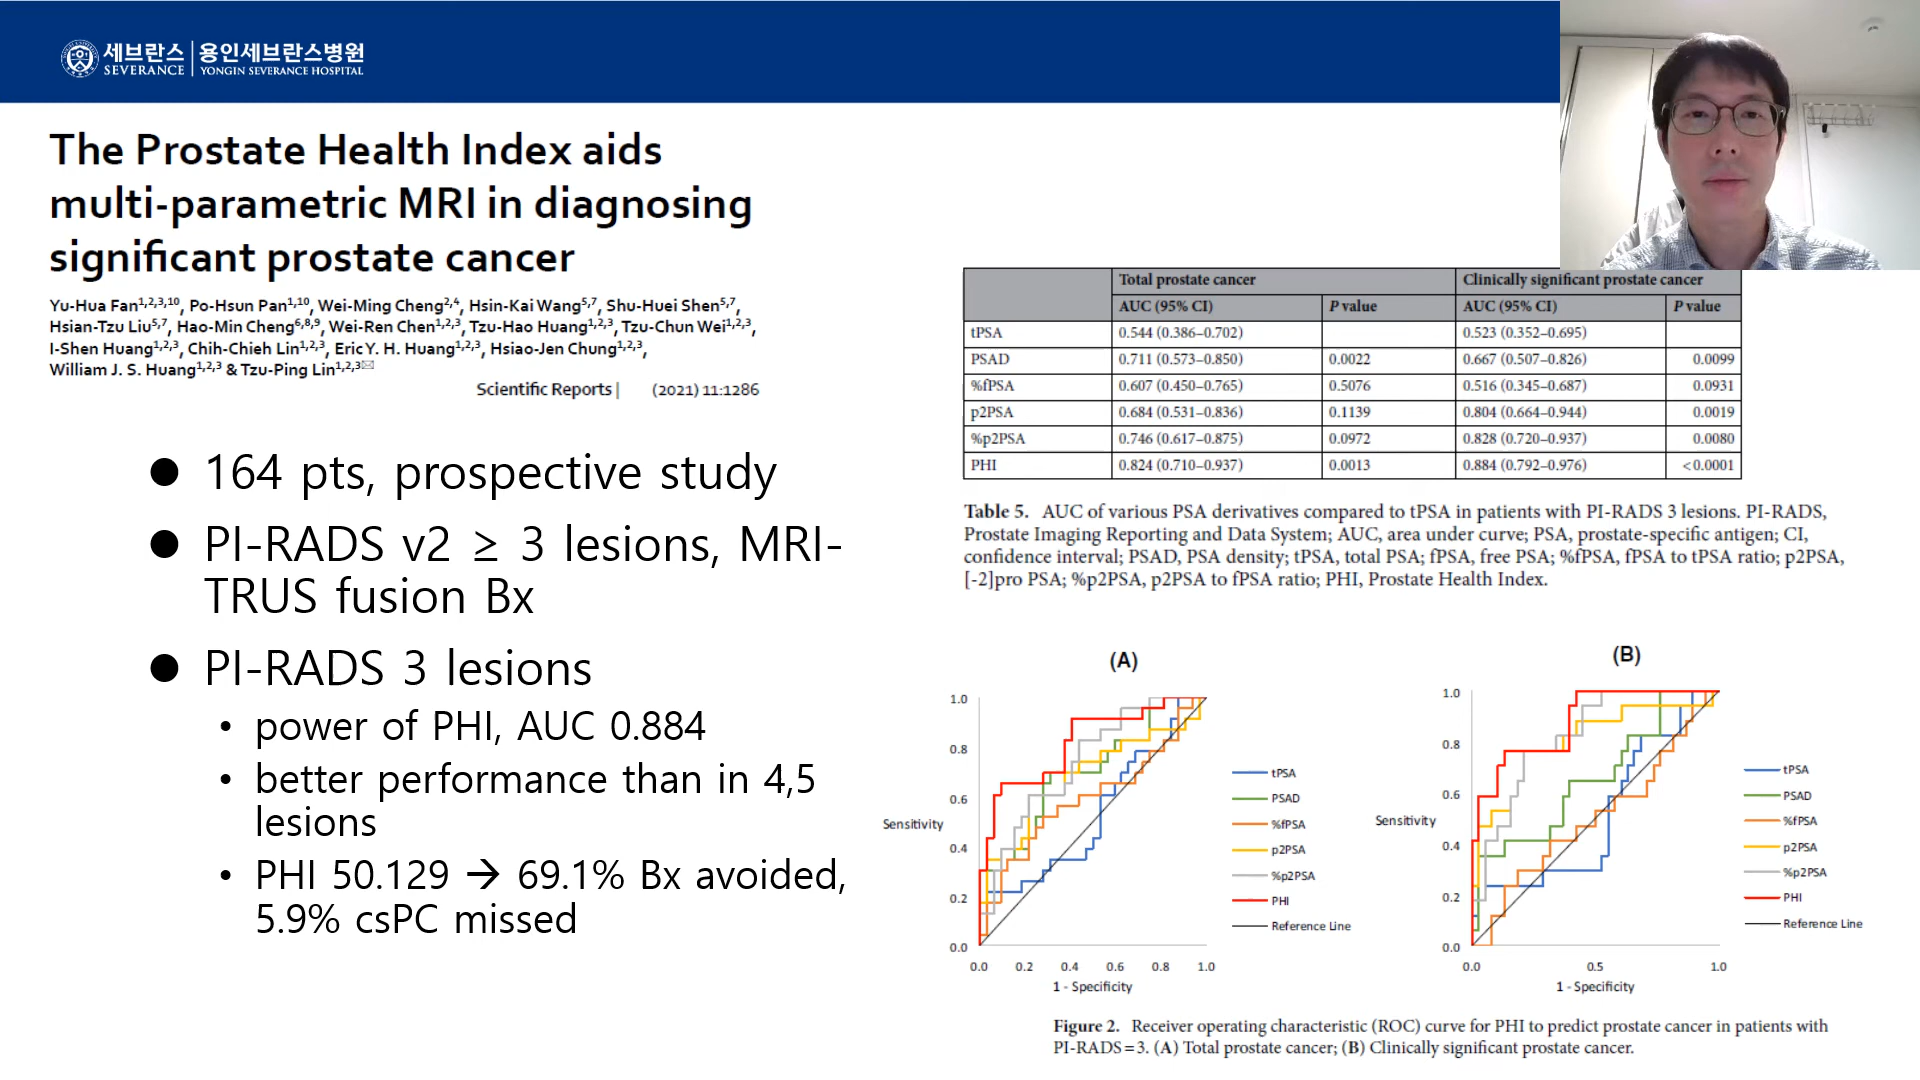 세브란스 | 용인세브란스병원
SEVERANCE | YONGIN SEVERANCE HOSPITAL
The Prostate Health Index aids
multi-parametric MRI in diagnosing
significant prostate cancer
Yu-Hua Fan1,2,3,10, Po-Hsun Pan1,10, Wei-Ming Cheng2,4, Hsin-Kai Wang5,7, Shu-Huei Shen5,7,
Hsian-Tzu Liu5,7, Hao-Min Cheng6,8,9, Wei-Ren Chen1,2,3, Tzu-Hao Huang1,2,3, Tzu-Chun Wei1,2,3,
I-Shen Huang1,2,3, Chih-Chieh Lin1,2,3, Eric Y. H. Huang1,2,3, Hsiao-Jen Chung1,2,3,
William J. S. Huang1,2,3 & Tzu-Ping Lin1,2,3✉
Scientific Reports | (2021) 11:1286
● 164 pts, prospective study
● PI-RADS v2 ≥ 3 lesions, MRI-
TRUS fusion Bx
● PI-RADS 3 lesions
• power of PHI, AUC 0.884
• better performance than in 4,5
lesions
• PHI 50.129 → 69.1% Bx avoided,
5.9% csPC missed
Total prostate cancer Clinically significant prostate cancer
AUC (95% CI) P value AUC (95% CI) P value
tPSA 0.544 (0.386–0.702) 0.523 (0.352–0.695)
PSAD 0.711 (0.573–0.850) 0.0022 0.667 (0.507–0.826) 0.0099
%fPSA 0.607 (0.450–0.765) 0.5076 0.516 (0.345–0.687) 0.0931
p2PSA 0.684 (0.531–0.836) 0.1139 0.804 (0.664–0.944) 0.0019
%p2PSA 0.746 (0.617–0.875) 0.0972 0.828 (0.720–0.937) 0.0080
PHI 0.824 (0.710–0.937) 0.0013 0.884 (0.792–0.976) <0.0001
Table 5. AUC of various PSA derivatives compared to tPSA in patients with PI-RADS 3 lesions. PI-RADS,
Prostate Imaging Reporting and Data System; AUC, area under curve; PSA, prostate-specific antigen; CI,
confidence interval; PSAD, PSA density; tPSA, total PSA; fPSA, free PSA; %fPSA, fPSA to tPSA ratio; p2PSA,
[-2]pro PSA; %p2PSA, p2PSA to fPSA ratio; PHI, Prostate Health Index.
(A)
1.0
0.8
0.6
Sensitivity
0.4
0.2
0.0
0.0 0.2 0.4 0.6 0.8 1.0
1 - Specificity
tPSA
PSAD
%fPSA
p2PSA
%p2PSA
PHI
Reference Line
(B)
1.0
0.8
0.6
Sensitivity
0.4
0.2
0.0
0.0 0.5 1.0
1 - Specificity
tPSA
PSAD
%fPSA
p2PSA
%p2PSA
PHI
Reference Line
Figure 2. Receiver operating characteristic (ROC) curve for PHI to predict prostate cancer in patients with
PI-RADS=3. (A) Total prostate cancer; (B) Clinically significant prostate cancer.